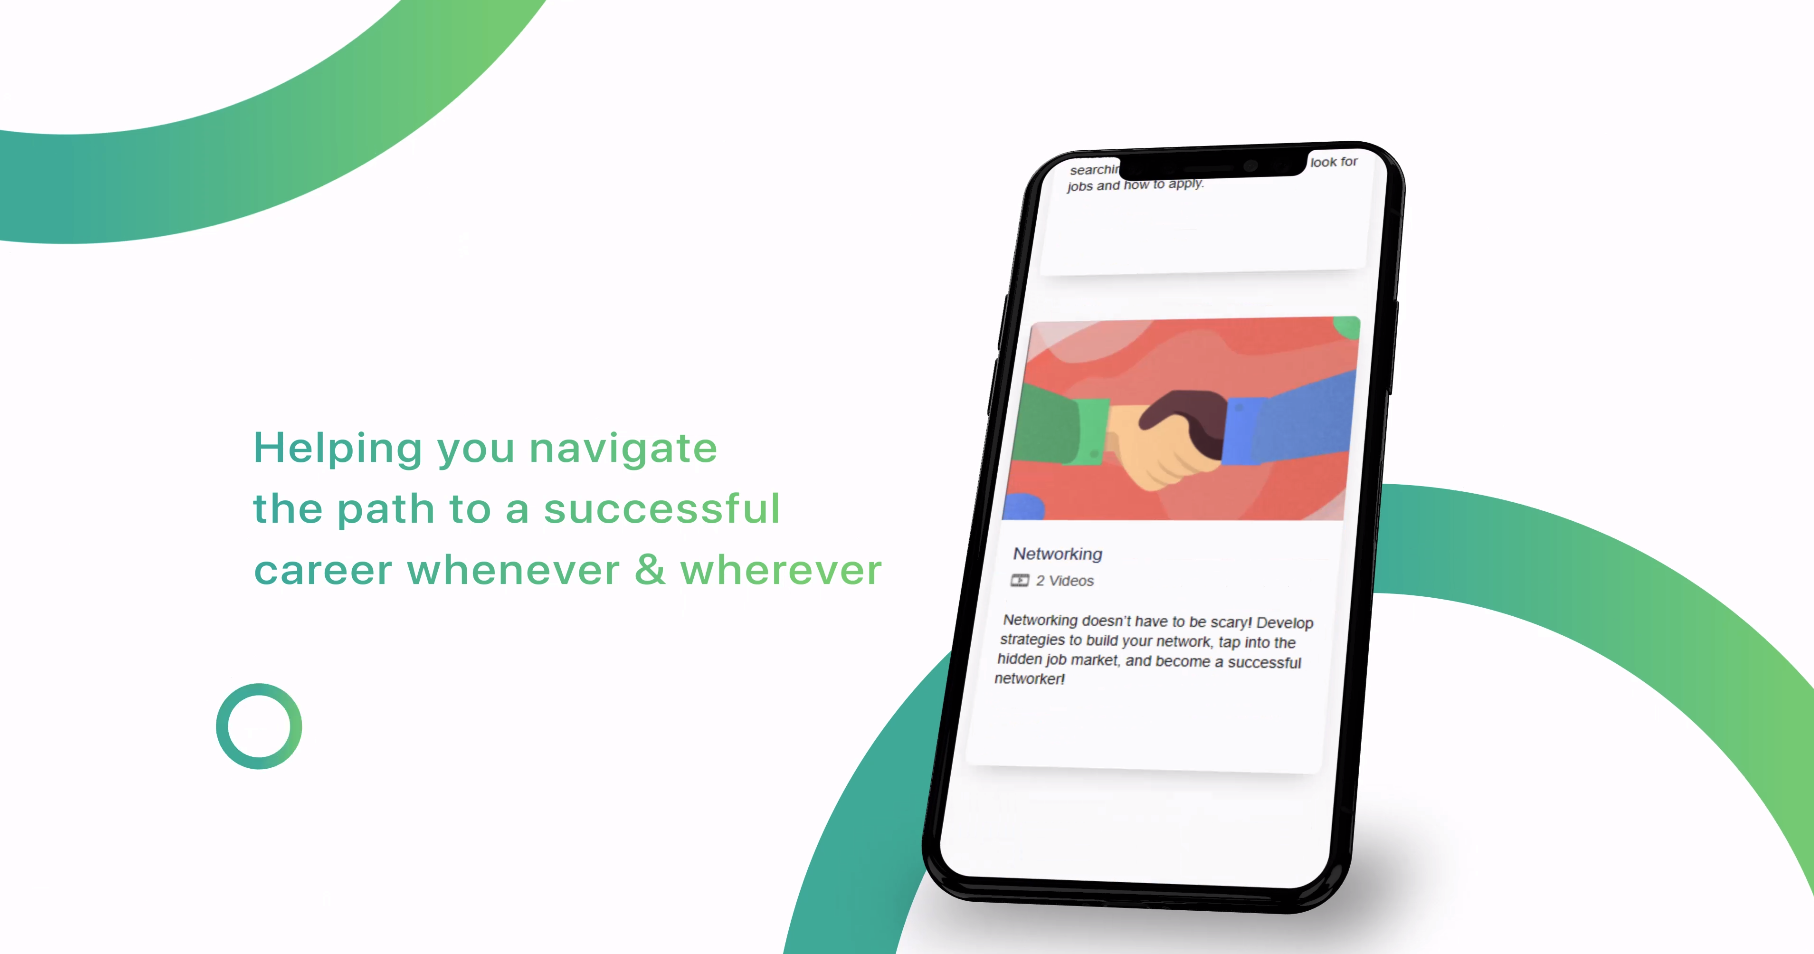 Helping you navigate
the path to a successful
career whenever & wherever
look for
jobs and how to apply.
Networking
2 Videos
Networking doesn't have to be scary! Develop
strategies to build your network, tap into the
hidden job market, and become a successful
networker!